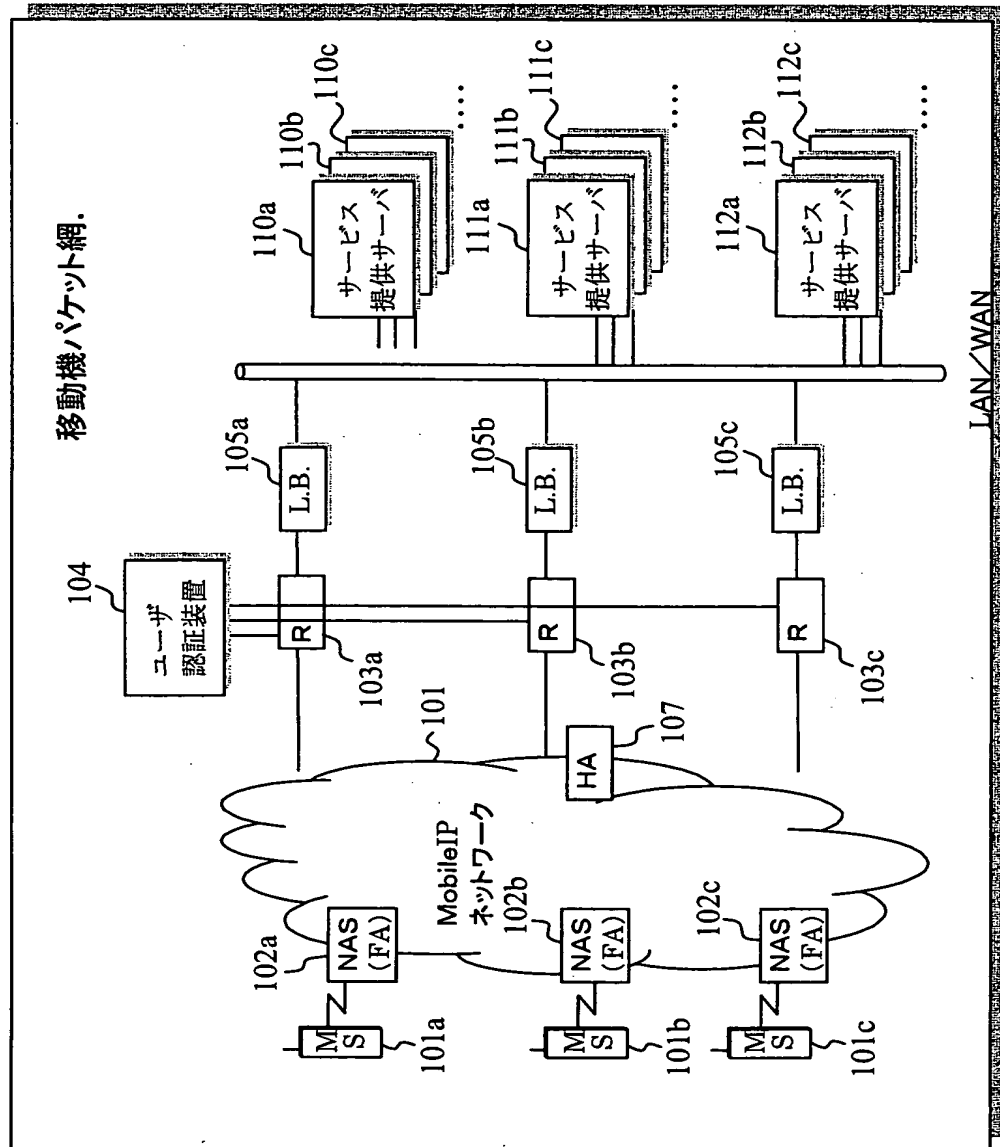 移動機パケット網.
104
ユーザ
認証装置
101a
M
S
102a
NAS
(FA)
101
R
103a
L.B.
105a
サービス
提供サーバ
110a
110b
110c
....
MobileIP
ネットワーク
101b
M
S
102b
NAS
(FA)
HA
107
R
103b
L.B.
105b
サービス
提供サーバ
111a
111b
111c
....
101c
M
S
102c
NAS
(FA)
R
103c
L.B.
105c
サービス
提供サーバ
112a
112b
112c
....
LAN/WAN